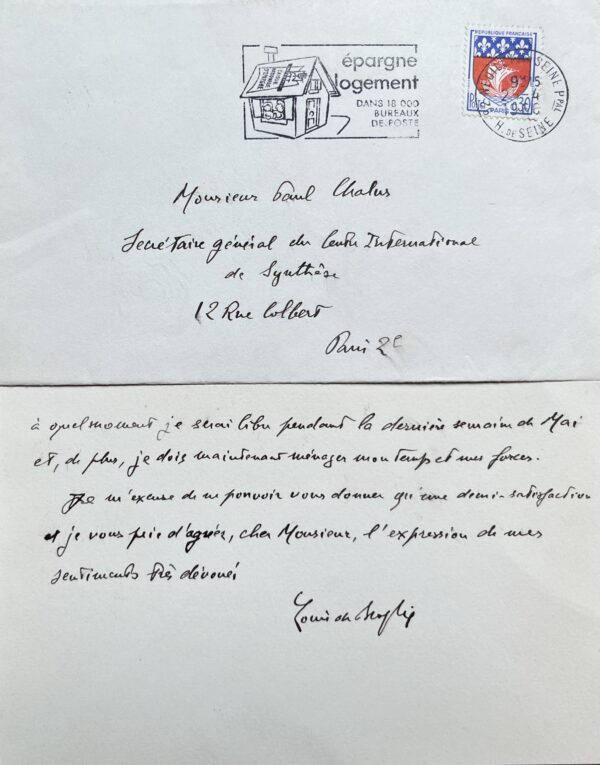 épargne
logement
DANS 18 000
BUREAUX
DE POSTE
REPUBLIQUE FRANÇAISE
0,30
PARIS
SEINE Ppal
H. DE SEINE
Monsieur Paul Chalus
Secrétaire général du Centre International
de Synthèse
12 Rue Colbert
Paris 2e
à quel moment je serai libre pendant la dernière semaine de Mai
et, de plus, je dois maintenant ménager mon temps et mes forces.
Je m'excuse de ne pouvoir vous donner qu'une demi-satisfaction
et je vous prie d'agréer, cher Monsieur, l'expression de mes
sentiments très dévoués
Louis de Broglie